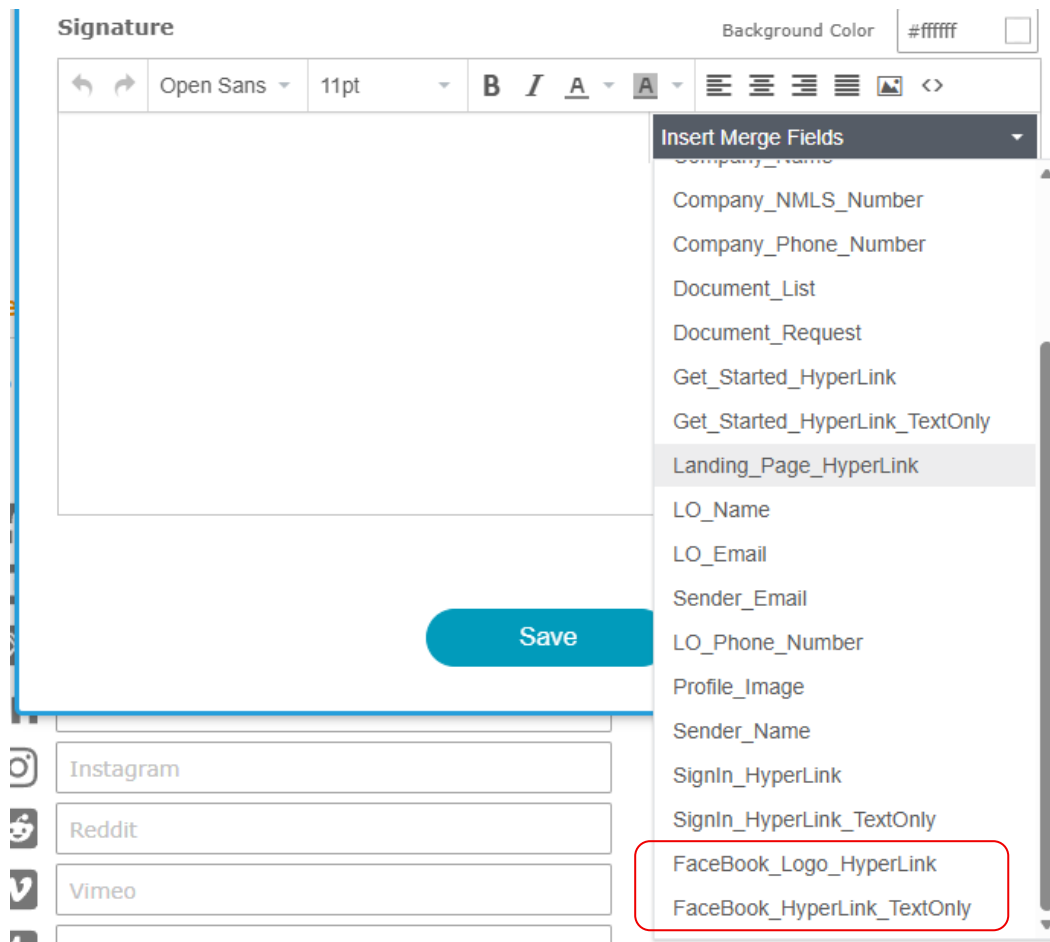 Signature
Background Color #ffffff
Open Sans 11pt B I A A <>
Insert Merge Fields
Company_Name
Company_NMLS_Number
Company_Phone_Number
Document_List
Document_Request
Get_Started_HyperLink
Get_Started_HyperLink_TextOnly
Landing_Page_HyperLink
LO_Name
LO_Email
Sender_Email
LO_Phone_Number
Profile_Image
Sender_Name
SignIn_HyperLink
SignIn_HyperLink_TextOnly
FaceBook_Logo_HyperLink
FaceBook_HyperLink_TextOnly
Save
Instagram
Reddit
Vimeo